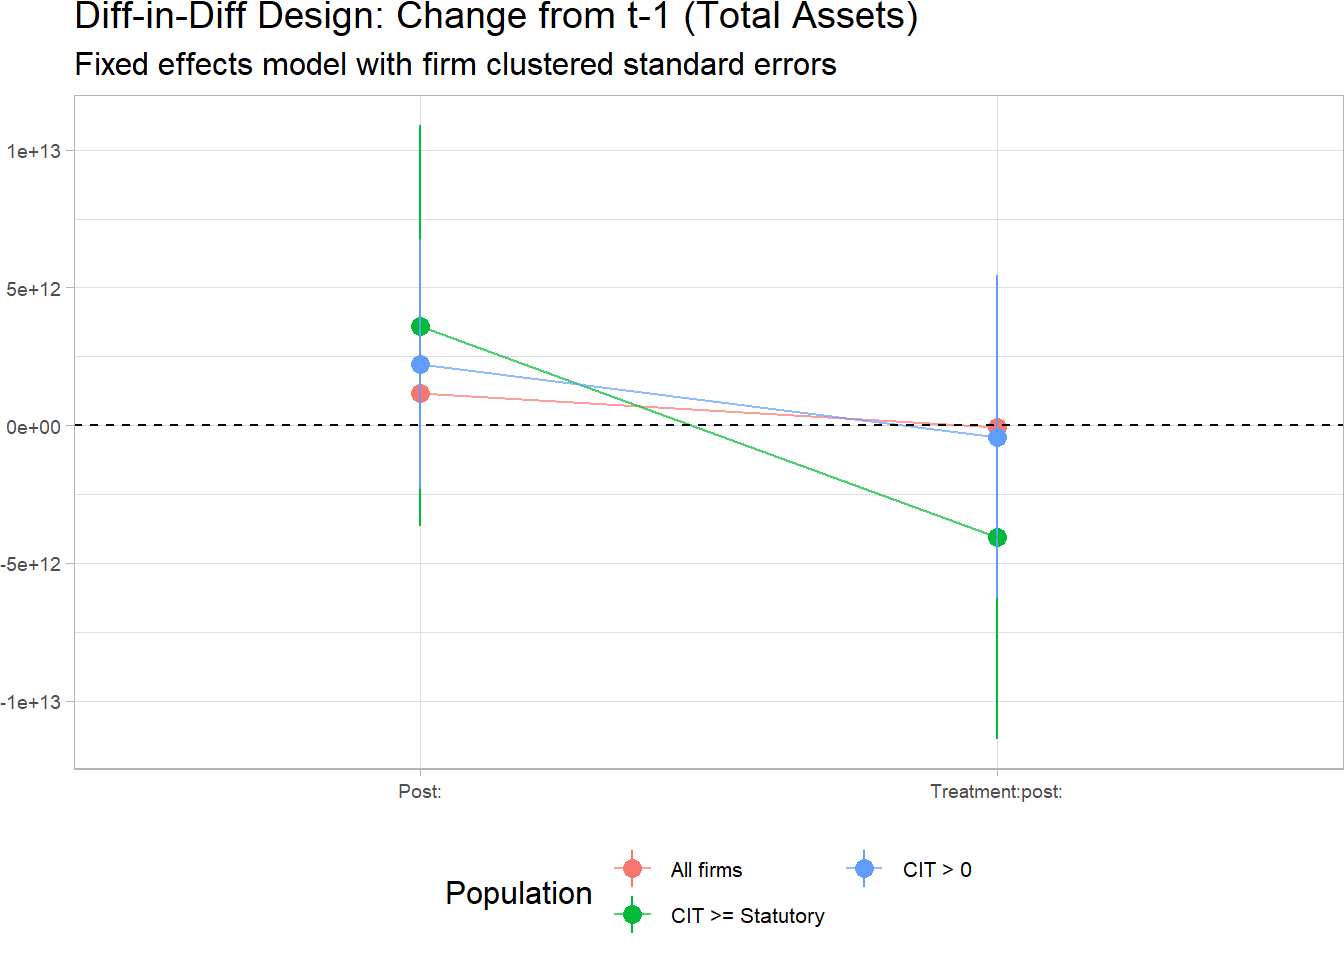 Diff-in-Diff Design: Change from t-1 (Total Assets)
Fixed effects model with firm clustered standard errors
1e+13
5e+12
0e+00
-5e+12
-1e+13
Post:
Treatment:post:
Population
All firms
CIT > 0
CIT >= Statutory